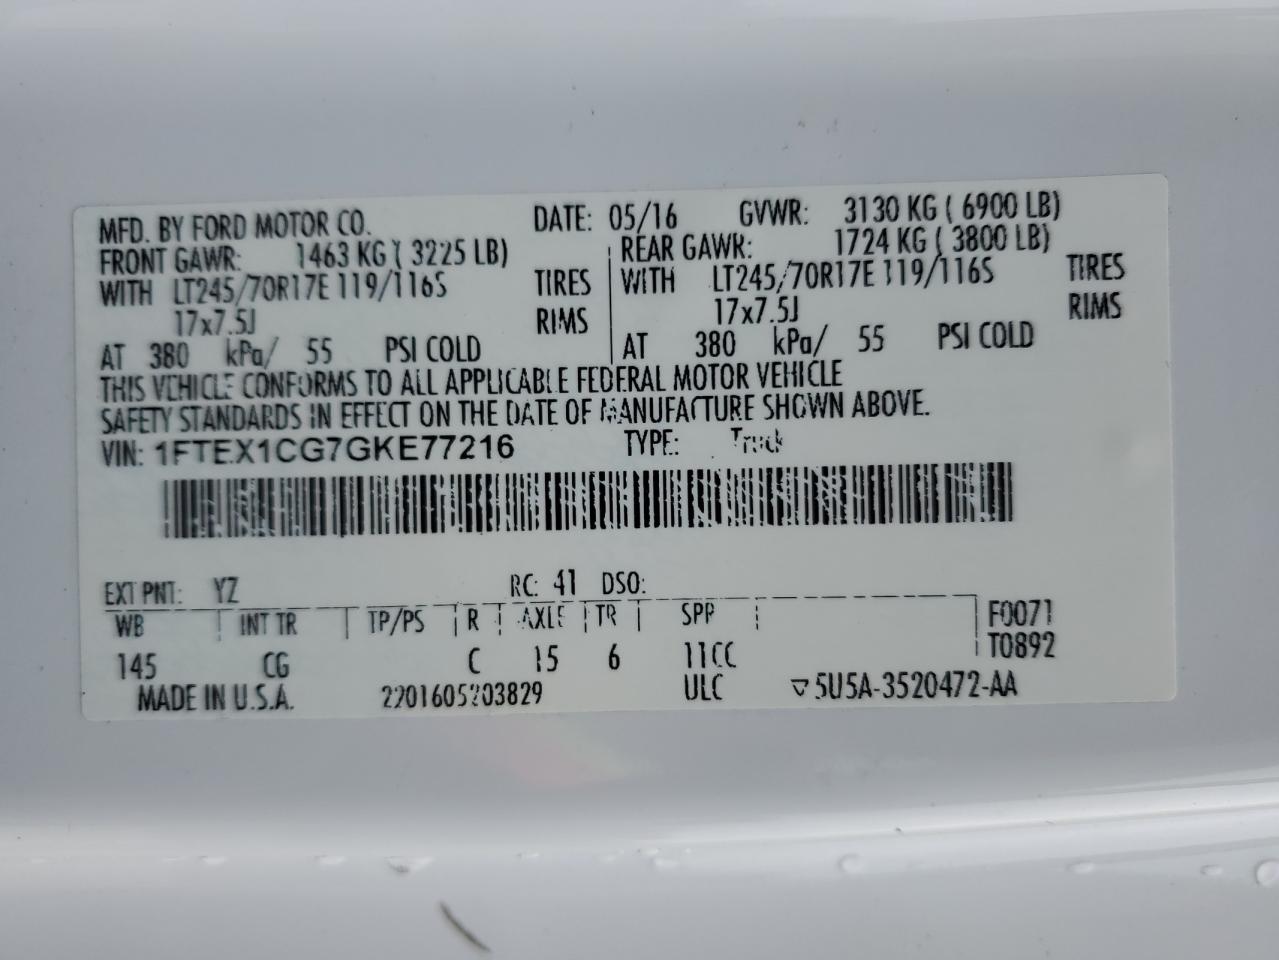 MFD. BY FORD MOTOR CO. DATE: 05/16 GVWR: 3130 KG ( 6900 LB)
FRONT GAWR: 1463 KG ( 3225 LB) REAR GAWR: 1724 KG ( 3800 LB)
WITH LT245/70R17E 119/116S TIRES WITH LT245/70R17E 119/116S TIRES
17x7.5J RIMS 17x7.5J RIMS
AT 380 kPa/ 55 PSI COLD AT 380 kPa/ 55 PSI COLD
THIS VEHICLE CONFORMS TO ALL APPLICABLE FEDERAL MOTOR VEHICLE
SAFETY STANDARDS IN EFFECT ON THE DATE OF MANUFACTURE SHOWN ABOVE.
VIN: 1FTEX1CG7GKE77216 TYPE: Truck
EXT PNT: YZ RC: 41 DSO:
WB INT TR TP/PS R AXLE TR SPR F0071
145 CG C 15 6 11CC T0892
MADE IN U.S.A. 2201605203829 ULC ▽5U5A-3520472-AA